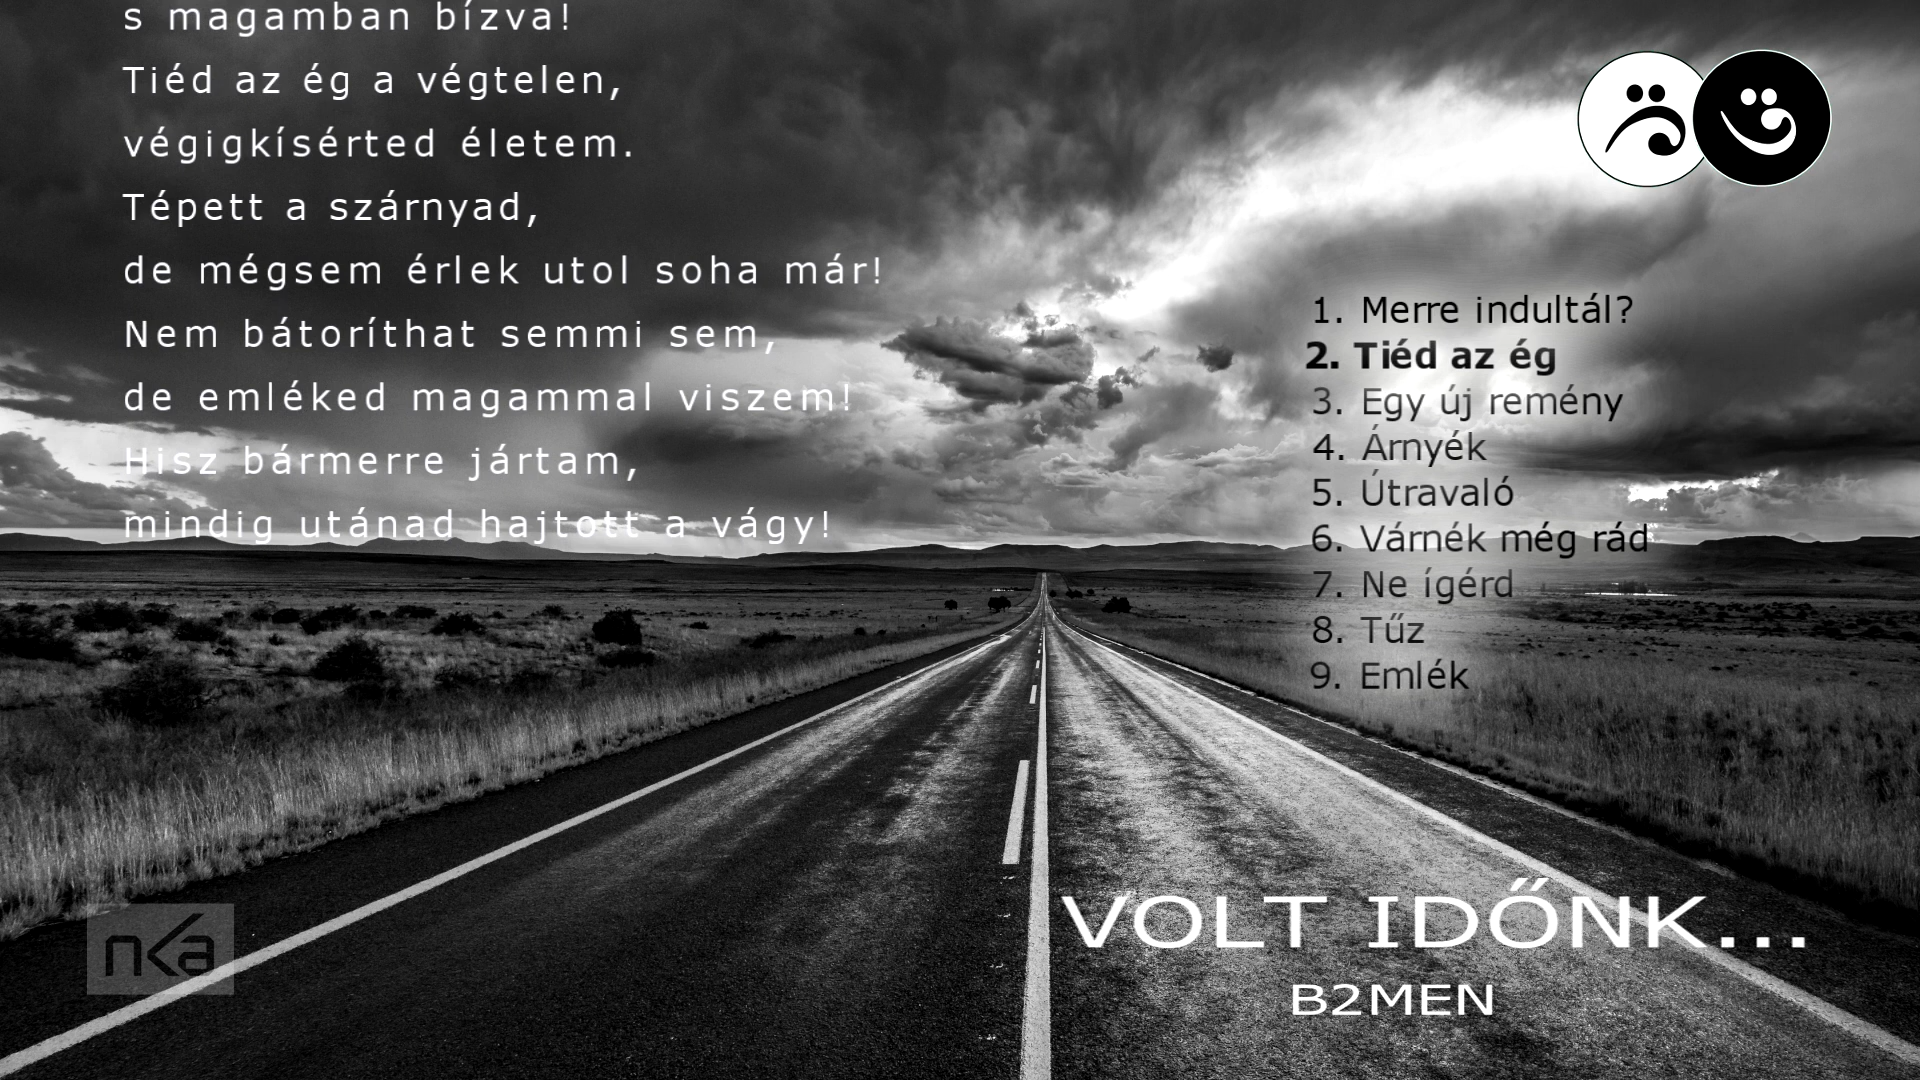 s magamban bízva!
Tiéd az ég a végtelen,
végigkísérted életem.
Tépett a szárnyad,
de mégsem érlek utol soha már!
Nem bátoríthat semmi sem,
de emléked magammal viszem!
Hisz bármerre jártam,
mindig utánad hajtott a vágy!
1. Merre indultál?
2. Tiéd az ég
3. Egy új remény
4. Árnyék
5. Útravaló
6. Várnék még rád
7. Ne ígérd
8. Tűz
9. Emlék
VOLT IDŐNK...
B2MEN
nka